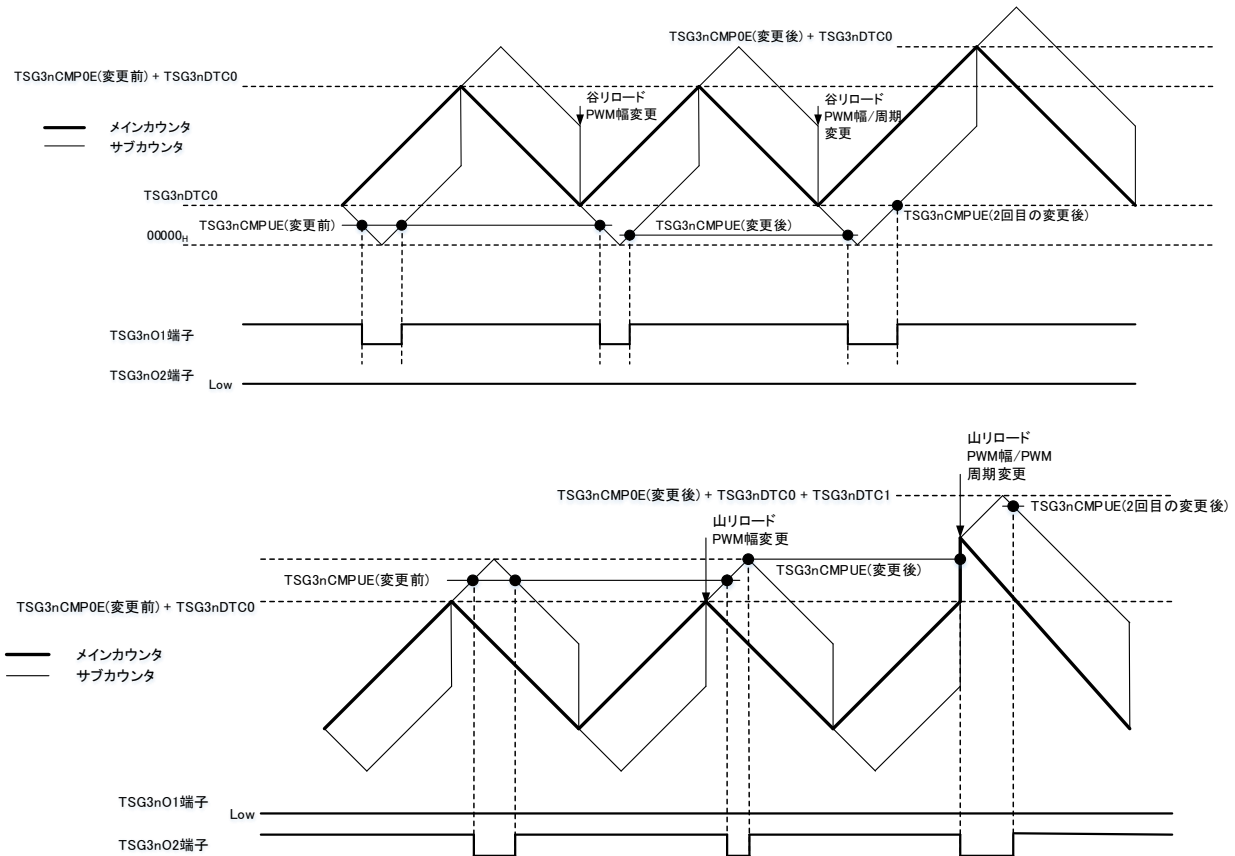 TSG3nCMP0E(変更後) + TSG3nDTC0
TSG3nCMP0E(変更前) + TSG3nDTC0
谷リロード
PWM幅変更
谷リロード
PWM幅/周期
変更
メインカウンタ
サブカウンタ
TSG3nDTC0
TSG3nCMPUE(変更前)
TSG3nCMPUE(変更後)
TSG3nCMPUE(2回目の変更後)
00000H
TSG3nO1端子
TSG3nO2端子
Low
山リロード
PWM幅/PWM
周期変更
TSG3nCMP0E(変更後) + TSG3nDTC0 + TSG3nDTC1
TSG3nCMPUE(2回目の変更後)
山リロード
PWM幅変更
TSG3nCMPUE(変更前)
TSG3nCMPUE(変更後)
TSG3nCMP0E(変更前) + TSG3nDTC0
メインカウンタ
サブカウンタ
TSG3nO1端子
Low
TSG3nO2端子